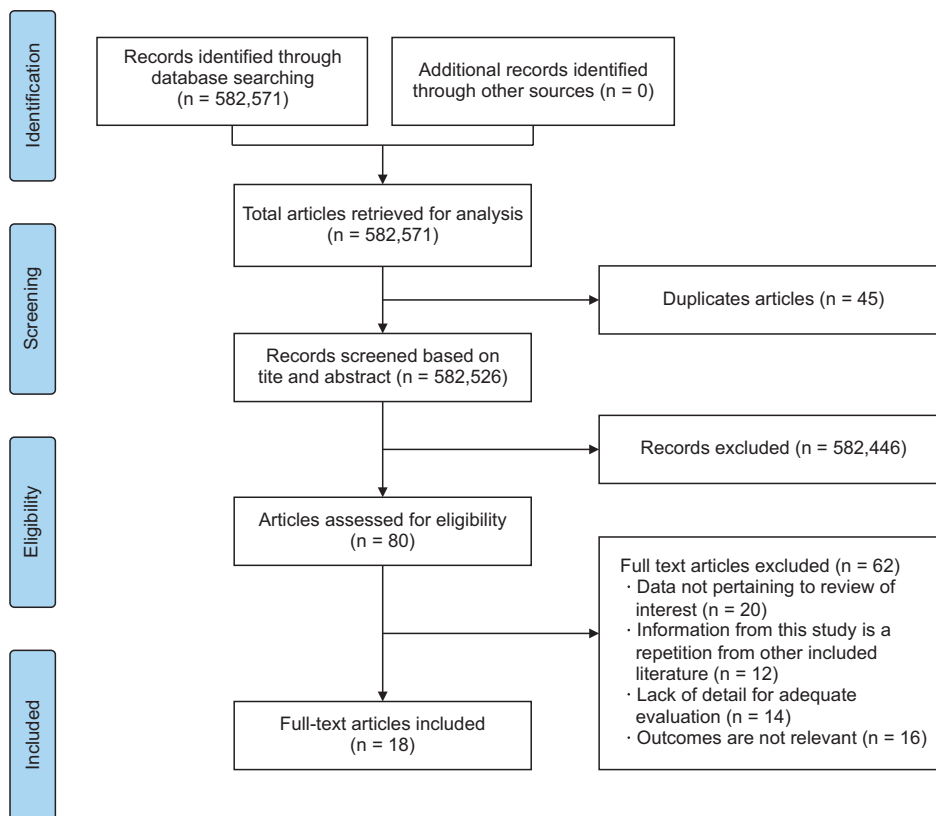 Identification
Records identified through
database searching
(n = 582,571)
Additional records identified
through other sources (n = 0)
Total articles retrieved for analysis
(n = 582,571)
Screening
Duplicates articles (n = 45)
Records screened based on
tite and abstract (n = 582,526)
Records excluded (n = 582,446)
Eligibility
Articles assessed for eligibility
(n = 80)
Full text articles excluded (n = 62)
· Data not pertaining to review of
interest (n = 20)
· Information from this study is a
repetition from other included
literature (n = 12)
· Lack of detail for adequate
evaluation (n = 14)
· Outcomes are not relevant (n = 16)
Included
Full-text articles included
(n = 18)